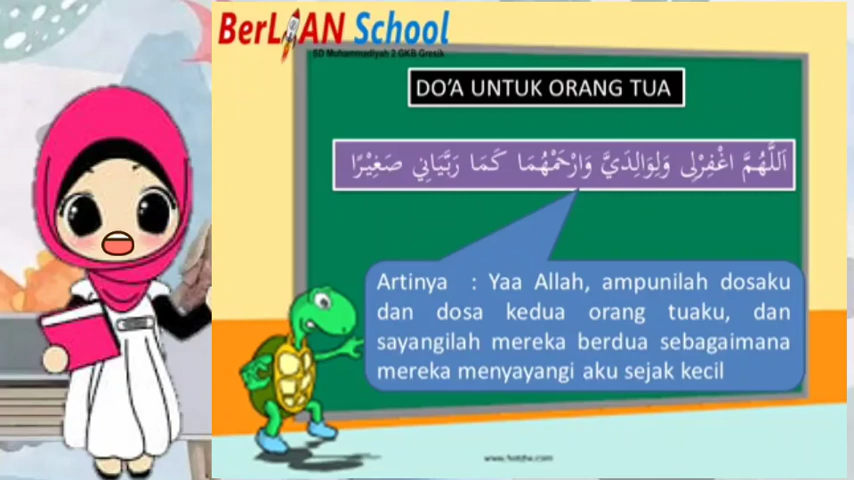 BerLIAN School
SD Muhammadiyah 2 GKB Gresik
DO'A UNTUK ORANG TUA
اَللَّهُمَّ اغْفِرْلِى وَلِوَالِدَيَّ وَارْحَمْهُمَا كَمَا رَبَّيَانِي صَغِيْرًا
Artinya : Yaa Allah, ampunilah dosaku
dan dosa kedua orang tuaku, dan
sayangilah mereka berdua sebagaimana
mereka menyayangi aku sejak kecil